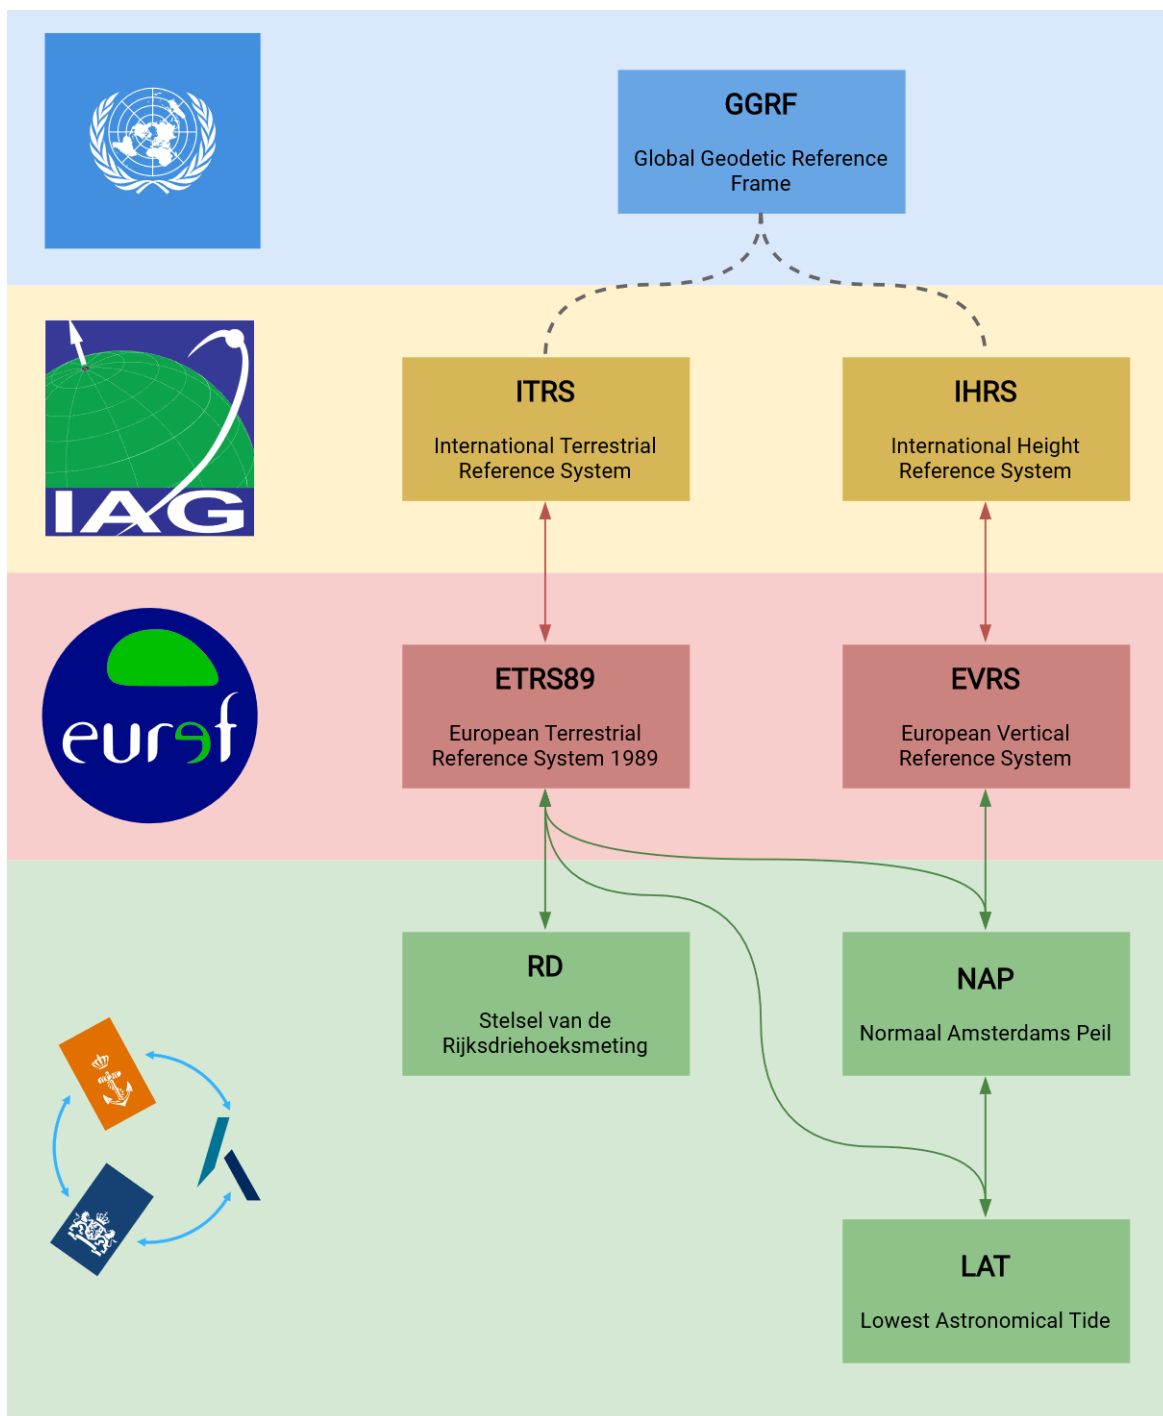 GGRF
Global Geodetic Reference
Frame
IAG
ITRS
International Terrestrial
Reference System
IHRS
International Height
Reference System
euref
ETRS89
European Terrestrial
Reference System 1989
EVRS
European Vertical
Reference System
RD
Stelsel van de
Rijksdriehoeksmeting
NAP
Normaal Amsterdams Peil
LAT
Lowest Astronomical Tide